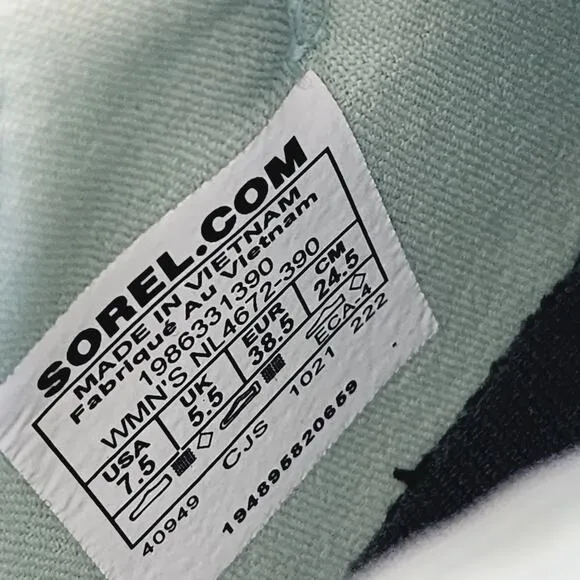 SOREL.COM
MADE IN VIETNAM
Fabriqué Au Vietnam
1986331390
WMN'S NL4672-390
USA UK EUR CM
7.5 5.5 38.5 24.5
ECA-4
40949 CJS 1021 222
194895820659